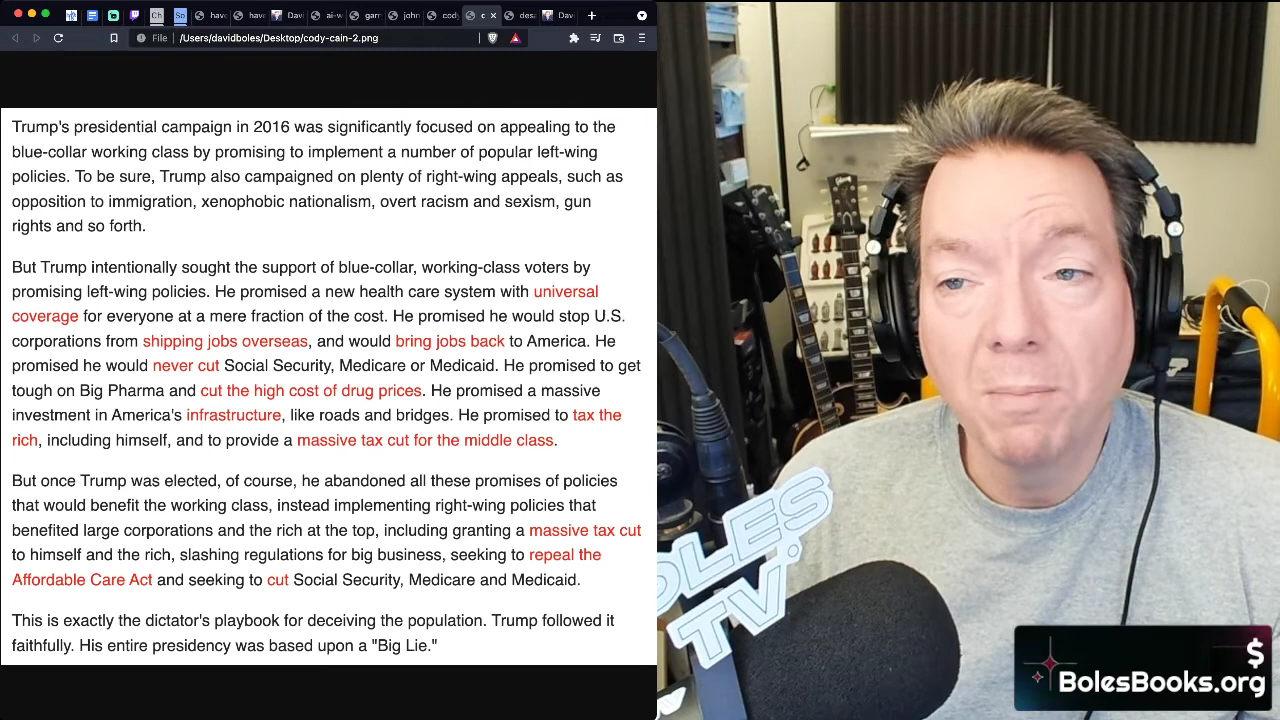 Ch
So
hav
hav
D
ai-w
john
des
Dav
File
/Users/davidboles/Desktop/cody-cain-2.png
Trump's presidential campaign in 2016 was significantly focused on appealing to the
blue-collar working class by promising to implement a number of popular left-wing
policies. To be sure, Trump also campaigned on plenty of right-wing appeals, such as
opposition to immigration, xenophobic nationalism, overt racism and sexism, gun
rights and so forth.
But Trump intentionally sought the support of blue-collar, working-class voters by
promising left-wing policies. He promised a new health care system with universal
coverage for everyone at a mere fraction of the cost. He promised he would stop U.S.
corporations from shipping jobs overseas, and would bring jobs back to America. He
promised he would never cut Social Security, Medicare or Medicaid. He promised to get
tough on Big Pharma and cut the high cost of drug prices. He promised a massive
investment in America's infrastructure, like roads and bridges. He promised to tax the
rich, including himself, and to provide a massive tax cut for the middle class.
But once Trump was elected, of course, he abandoned all these promises of policies
that would benefit the working class, instead implementing right-wing policies that
benefited large corporations and the rich at the top, including granting a massive tax cut
to himself and the rich, slashing regulations for big business, seeking to repeal the
Affordable Care Act and seeking to cut Social Security, Medicare and Medicaid.
This is exactly the dictator's playbook for deceiving the population. Trump followed it
faithfully. His entire presidency was based upon a "Big Lie."
Gibson
OLES
TV
$
BolesBooks.org